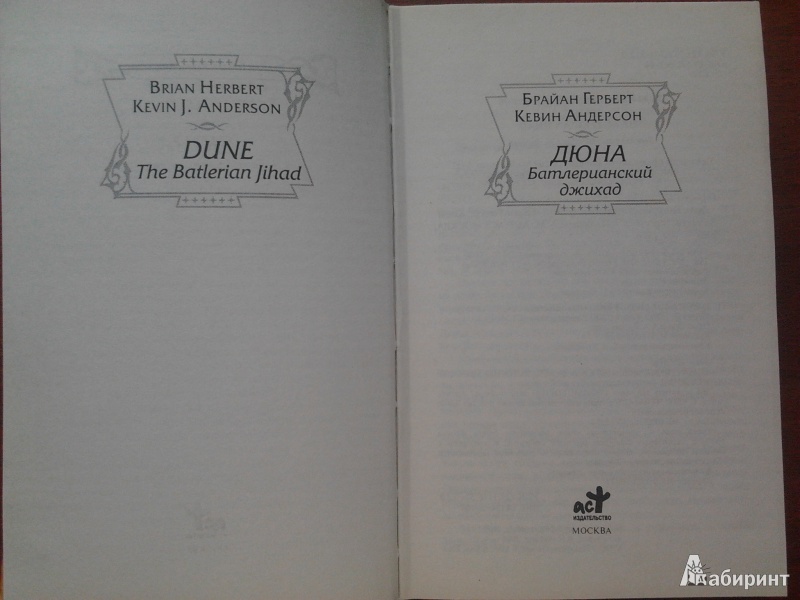 BRIAN HERBERT
KEVIN J. ANDERSON
DUNE
The Batlerian Jihad
БРАЙАН ГЕРБЕРТ
КЕВИН АНДЕРСОН
ДЮНА
Батлерианский
джихад
аст
ИЗДАТЕЛЬСТВО
МОСКВА
Лабиринт